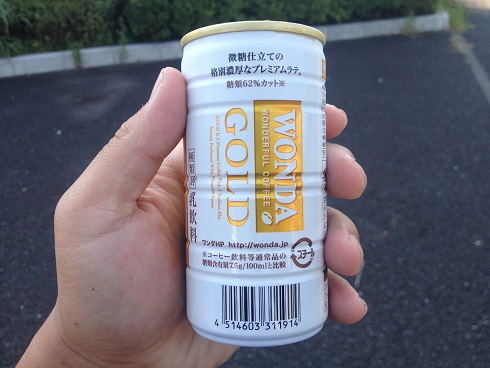 微糖仕立ての
格別濃厚なプレミアムラテ。
糖類62%カット※
WONDA
WONDERFUL COFFEE
GOLD
種類別 乳飲料
ワンダHP http://wonda.jp
※コーヒー飲料等通常品の
糖類含有量7.5g/100mlと比較
スチール
4 514603 311914